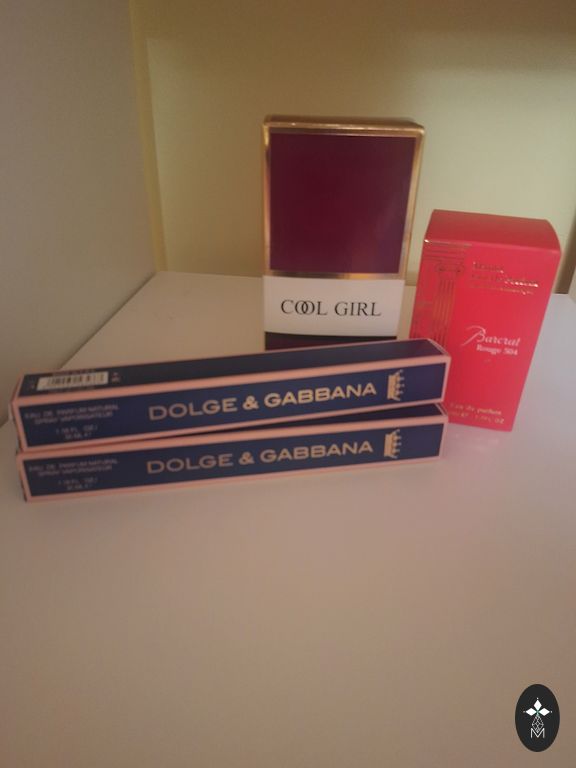 COOL GIRL
Barcrat
Rouge 504
Eau de parfum
DOLGE & GABBANA
EAU DE PARFUM NATURAL
SPRAY VAPORISATEUR
DOLGE & GABBANA
EAU DE PARFUM NATURAL
SPRAY VAPORISATEUR
M